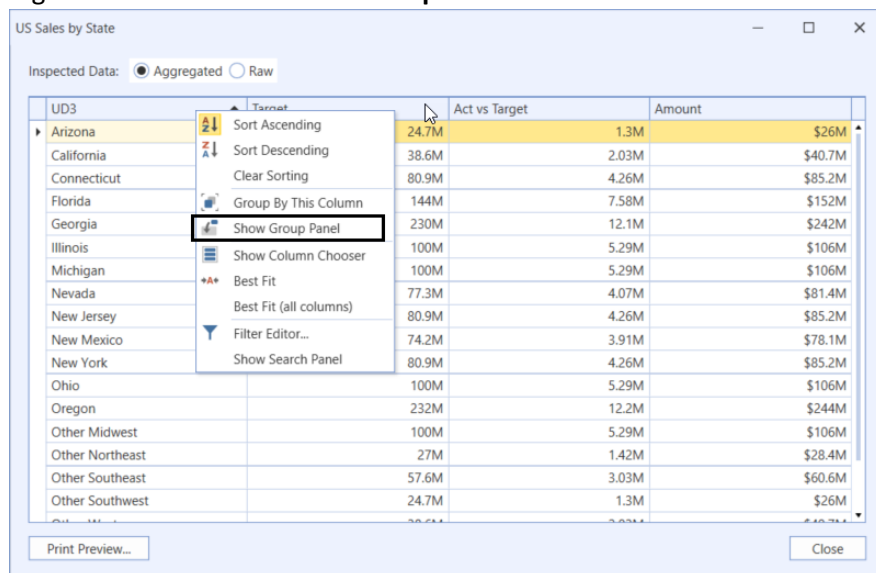 US Sales by State
Inspected Data: Aggregated Raw
UD3 Target Act vs Target Amount
Arizona 24.7M 1.3M $26M
California 38.6M 2.03M $40.7M
Connecticut 80.9M 4.26M $85.2M
Florida 144M 7.58M $152M
Georgia 230M 12.1M $242M
Illinois 100M 5.29M $106M
Michigan 100M 5.29M $106M
Nevada 77.3M 4.07M $81.4M
New Jersey 80.9M 4.26M $85.2M
New Mexico 74.2M 3.91M $78.1M
New York 80.9M 4.26M $85.2M
Ohio 100M 5.29M $106M
Oregon 232M 12.2M $244M
Other Midwest 100M 5.29M $106M
Other Northeast 27M 1.42M $28.4M
Other Southeast 57.6M 3.03M $60.6M
Other Southwest 24.7M 1.3M $26M
Sort Ascending
Sort Descending
Clear Sorting
Group By This Column
Show Group Panel
Show Column Chooser
Best Fit
Best Fit (all columns)
Filter Editor...
Show Search Panel
Print Preview... Close